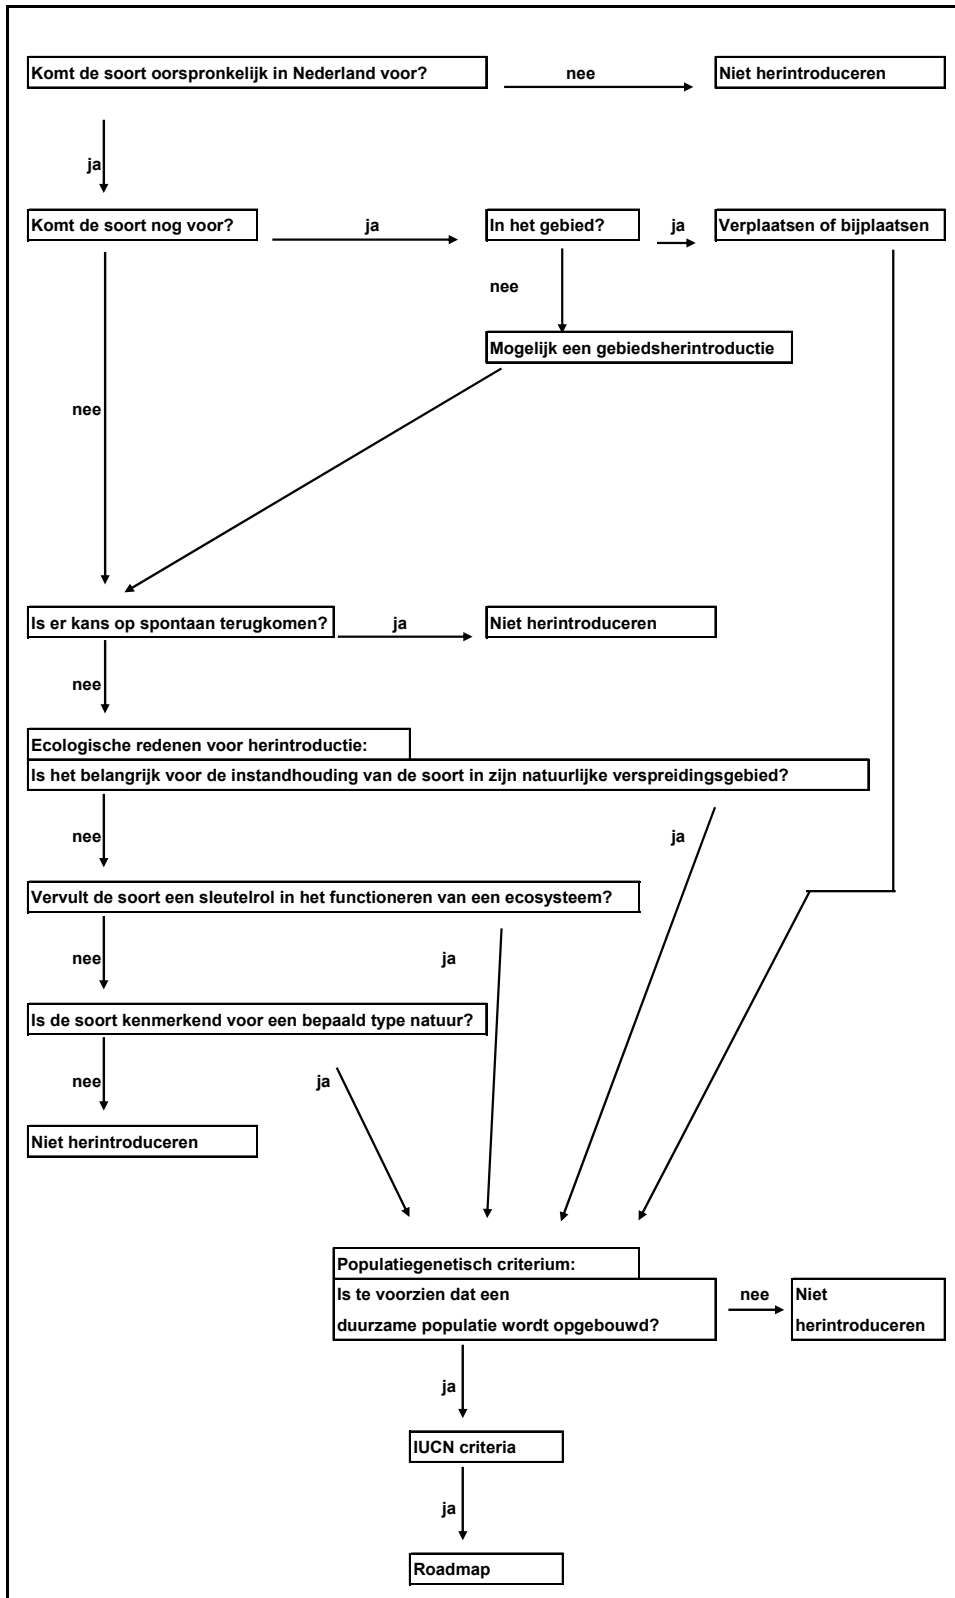 Komt de soort oorspronkelijk in Nederland voor?
nee
Niet herintroduceren
ja
Komt de soort nog voor?
ja
In het gebied?
ja
Verplaatsen of bijplaatsen
nee
Mogelijk een gebiedsherintroductie
nee
Is er kans op spontaan terugkomen?
ja
Niet herintroduceren
nee
Ecologische redenen voor herintroductie:
Is het belangrijk voor de instandhouding van de soort in zijn natuurlijke verspreidingsgebied?
nee
ja
Vervult de soort een sleutelrol in het functioneren van een ecosysteem?
nee
ja
Is de soort kenmerkend voor een bepaald type natuur?
nee
ja
Niet herintroduceren
Populatiegenetisch criterium:
Is te voorzien dat een
duurzame populatie wordt opgebouwd?
nee
Niet
herintroduceren
ja
IUCN criteria
ja
Roadmap